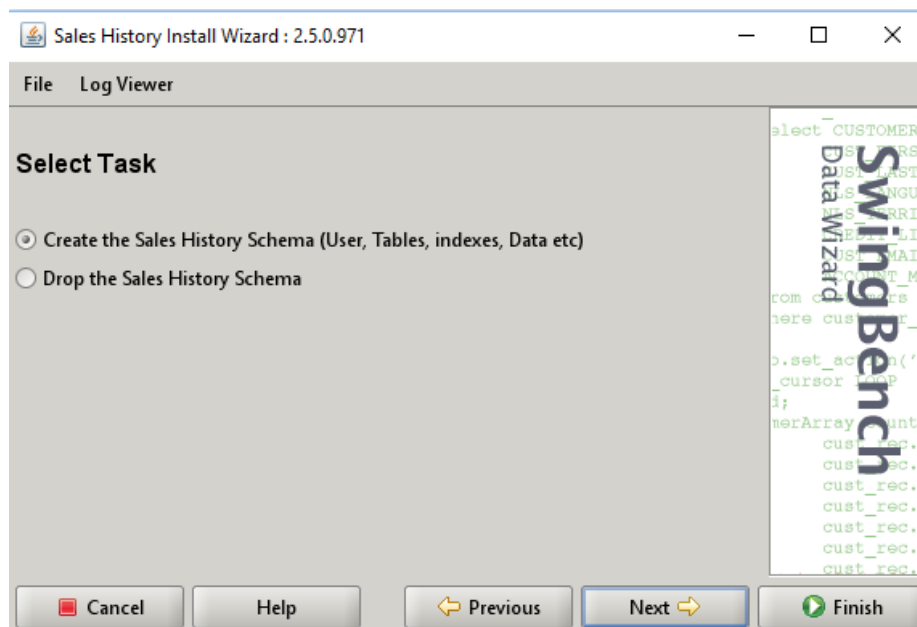 Sales History Install Wizard : 2.5.0.971
File Log Viewer
Select Task
Create the Sales History Schema (User, Tables, indexes, Data etc)
Drop the Sales History Schema
SwingBench
Data Wizard
cust_rec.
cust_rec.
cust_rec.
cust_rec.
Cancel Help Previous Next Finish